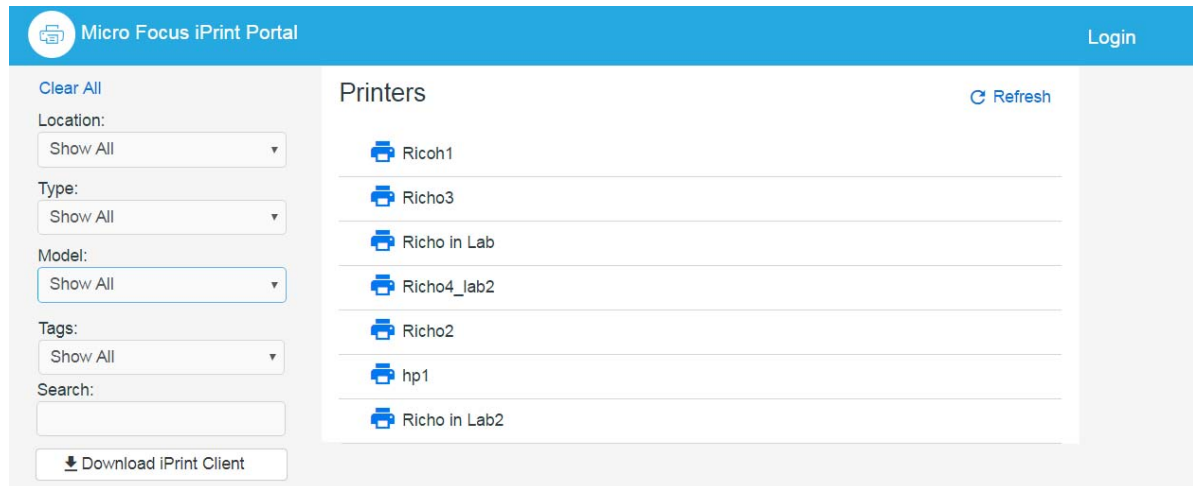 Micro Focus iPrint Portal
Login
Clear All
Location:
Show All
Type:
Show All
Model:
Show All
Tags:
Show All
Search:
Download iPrint Client
Printers
Refresh
Ricoh1
Richo3
Richo in Lab
Richo4_lab2
Richo2
hp1
Richo in Lab2